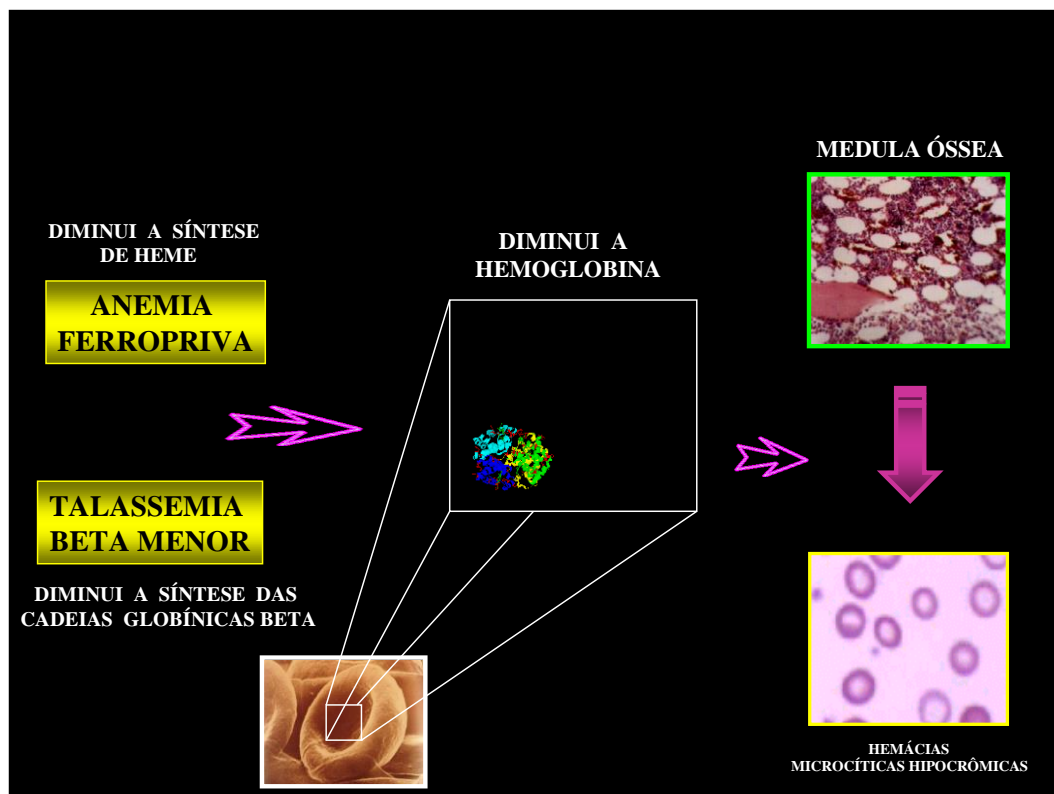 DIMINUI A SÍNTESE
DE HEME
ANEMIA
FERROPRIVA
TALASSEMIA
BETA MENOR
DIMINUI A SÍNTESE DAS
CADEIAS GLOBÍNICAS BETA
DIMINUI A
HEMOGLOBINA
MEDULA ÓSSEA
HEMÁCIAS
MICROCÍTICAS HIPOCRÔMICAS